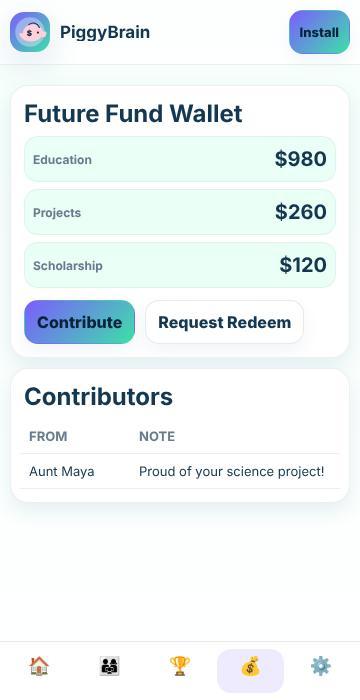 PiggyBrain
Install
Future Fund Wallet
Education $980
Projects $260
Scholarship $120
Contribute Request Redeem
Contributors
FROM NOTE
Aunt Maya Proud of your science project!